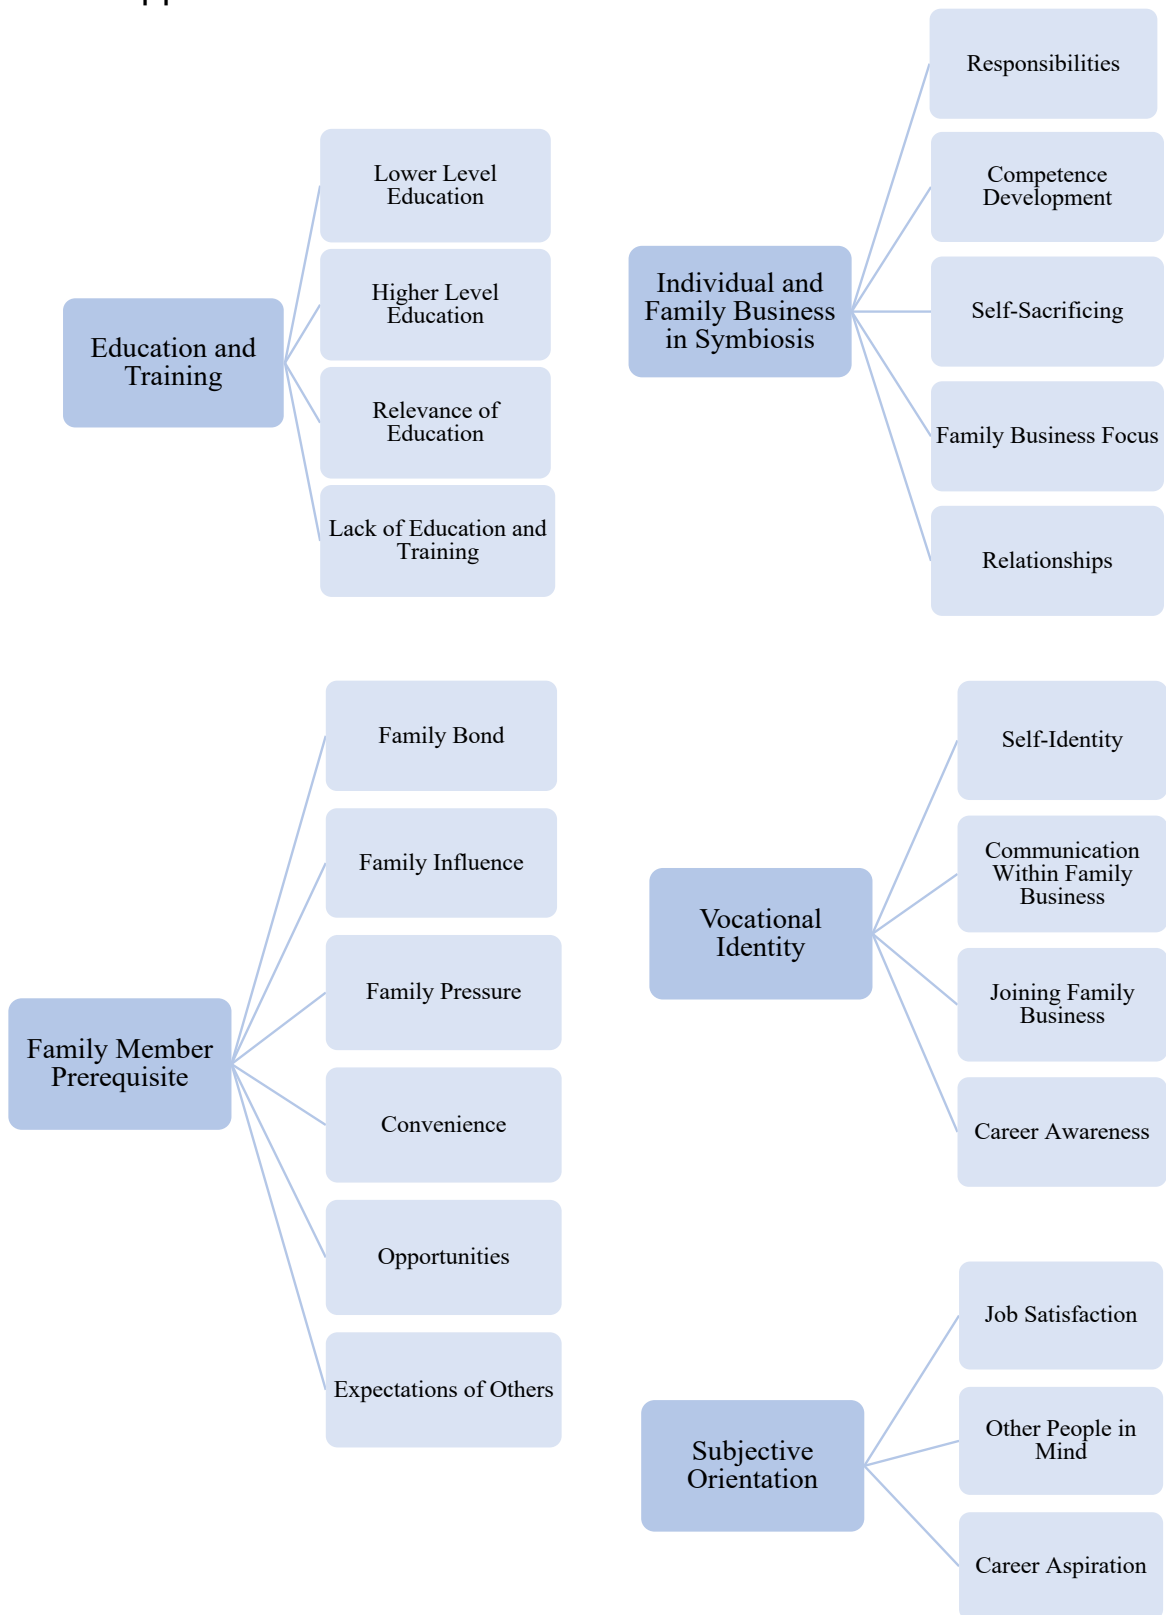 Education and
Training
Lower Level
Education
Higher Level
Education
Relevance of
Education
Lack of Education and
Training
Individual and
Family Business
in Symbiosis
Responsibilities
Competence
Development
Self-Sacrificing
Family Business Focus
Relationships
Family Member
Prerequisite
Family Bond
Family Influence
Family Pressure
Convenience
Opportunities
Expectations of Others
Vocational
Identity
Self-Identity
Communication
Within Family
Business
Joining Family
Business
Career Awareness
Subjective
Orientation
Job Satisfaction
Other People in
Mind
Career Aspiration